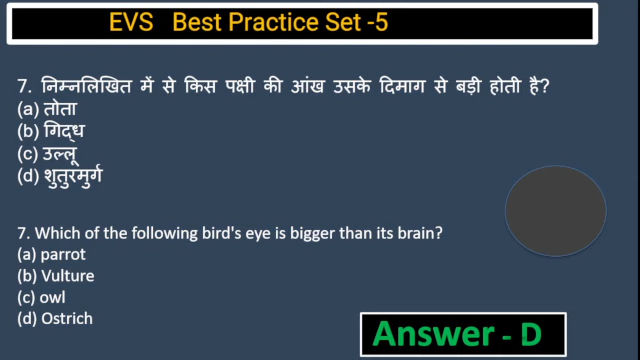 EVS Best Practice Set -5
7. निम्नलिखित में से किस पक्षी की आंख उसके दिमाग से बड़ी होती है?
(a) तोता
(b) गिद्ध
(c) उल्लू
(d) शुतुरमुर्ग
7. Which of the following bird's eye is bigger than its brain?
(a) parrot
(b) Vulture
(c) owl
(d) Ostrich
Answer - D